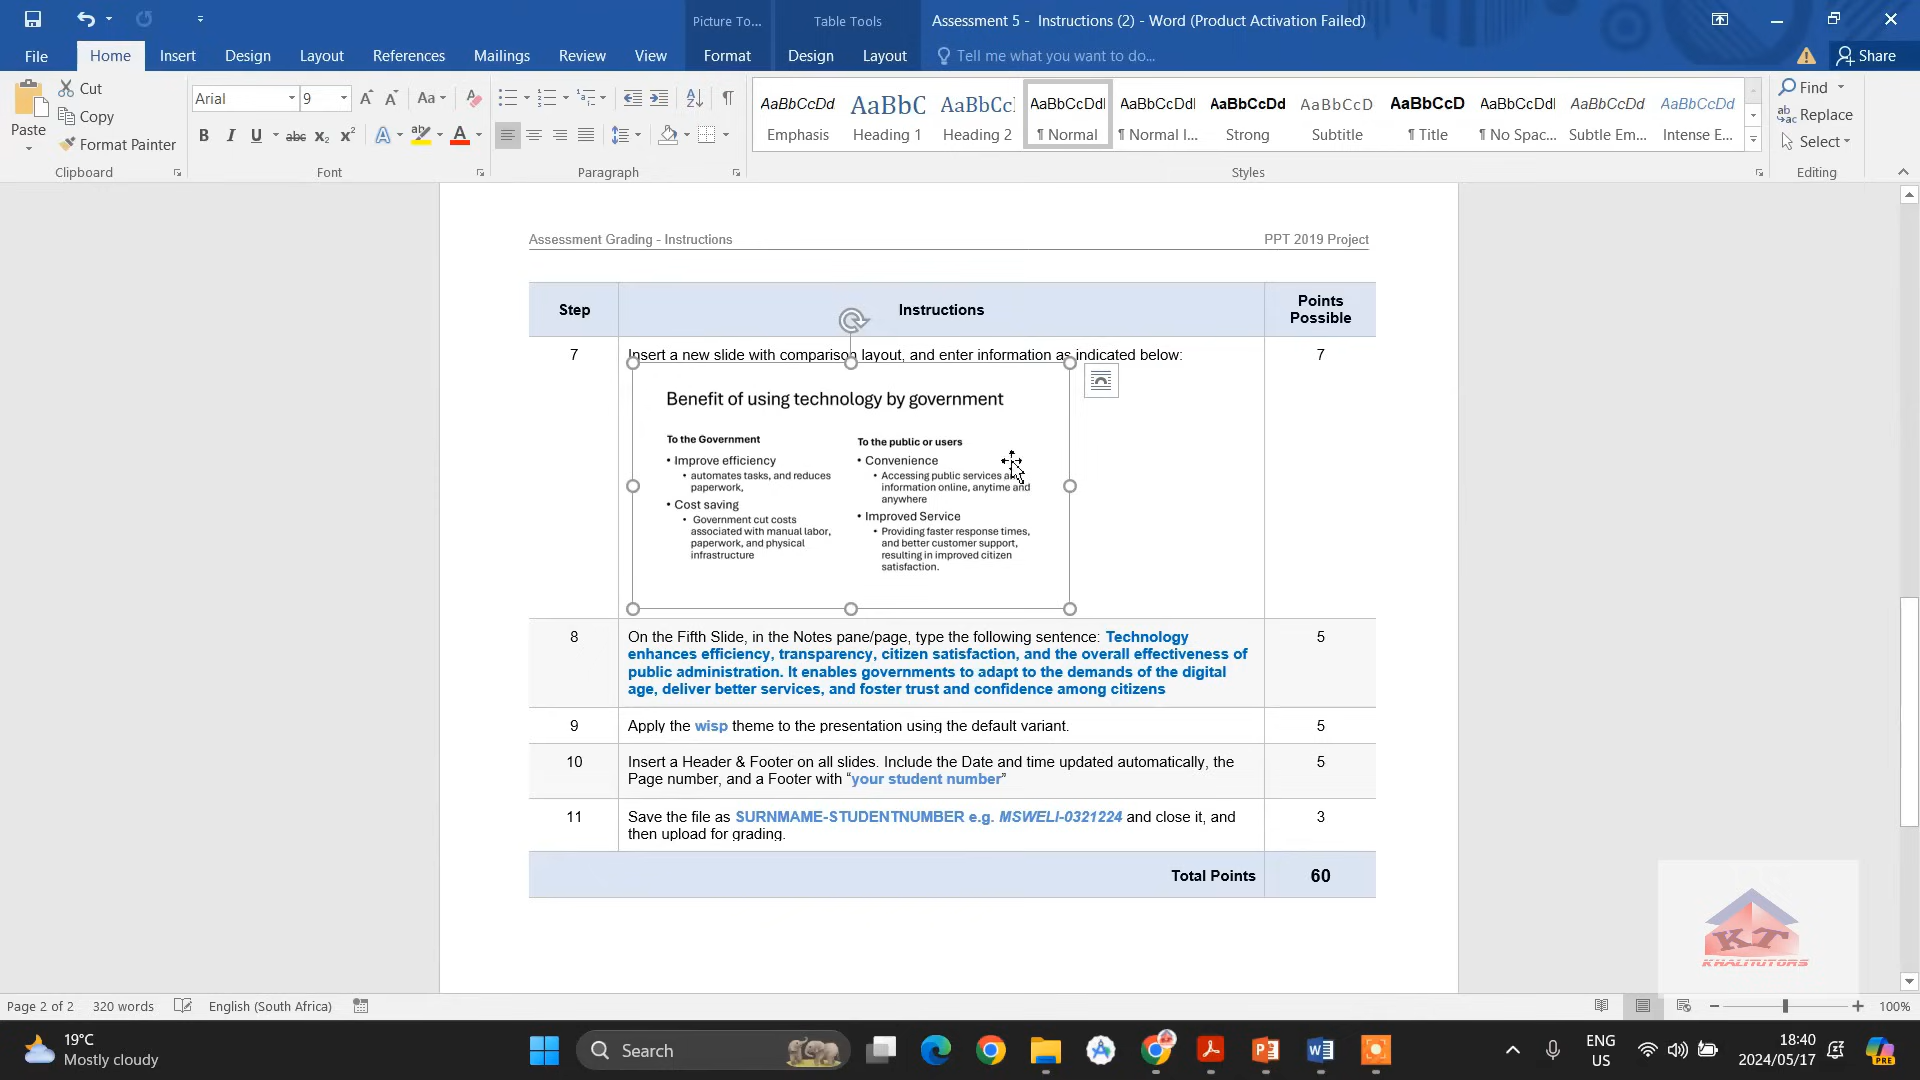 Picture To...
Table Tools
Assessment 5 -  Instructions (2) - Word (Product Activation Failed)
File
Home
Insert
Design
Layout
References
Mailings
Review
View
Format
Design
Layout
Tell me what you want to do...
Share
Paste
Cut
Copy
Format Painter
Clipboard
Arial
9
Font
Paragraph
AaBbCcDd
Emphasis
AaBbC
Heading 1
AaBbCcl
Heading 2
AaBbCcDdl
¶ Normal
AaBbCcDdl
¶ Normal I...
AaBbCcDd
Strong
AaBbCcD
Subtitle
AaBbCcD
¶ Title
AaBbCcDdl
¶ No Spac...
AaBbCcDd
Subtle Em...
AaBbCcDd
Intense E...
Styles
Find
Replace
Select
Editing
Assessment Grading - Instructions
PPT 2019 Project
Step
Instructions
Points
Possible
7
Insert a new slide with comparison layout, and enter information as indicated below:
7
Benefit of using technology by government
To the Government
• Improve efficiency
• automates tasks, and reduces
paperwork,
• Cost saving
• Government cut costs
associated with manual labor,
paperwork, and physical
infrastructure
To the public or users
• Convenience
• Accessing public services
information online, anytime and
anywhere
• Improved Service
• Providing faster response times,
and better customer support,
resulting in improved citizen
satisfaction.
8
On the Fifth Slide, in the Notes pane/page, type the following sentence: Technology
enhances efficiency, transparency, citizen satisfaction, and the overall effectiveness of
public administration. It enables governments to adapt to the demands of the digital
age, deliver better services, and foster trust and confidence among citizens
5
9
Apply the wisp theme to the presentation using the default variant.
5
10
Insert a Header & Footer on all slides. Include the Date and time updated automatically, the
Page number, and a Footer with “your student number”
5
11
Save the file as SURNMAME-STUDENTNUMBER e.g. MSWELI-0321224 and close it, and
then upload for grading.
3
Total Points
60
KT
KHALITUTORS
Page 2 of 2
320 words
English (South Africa)
100%
19°C
Mostly cloudy
Search
ENG
US
18:40
2024/05/17
PRE